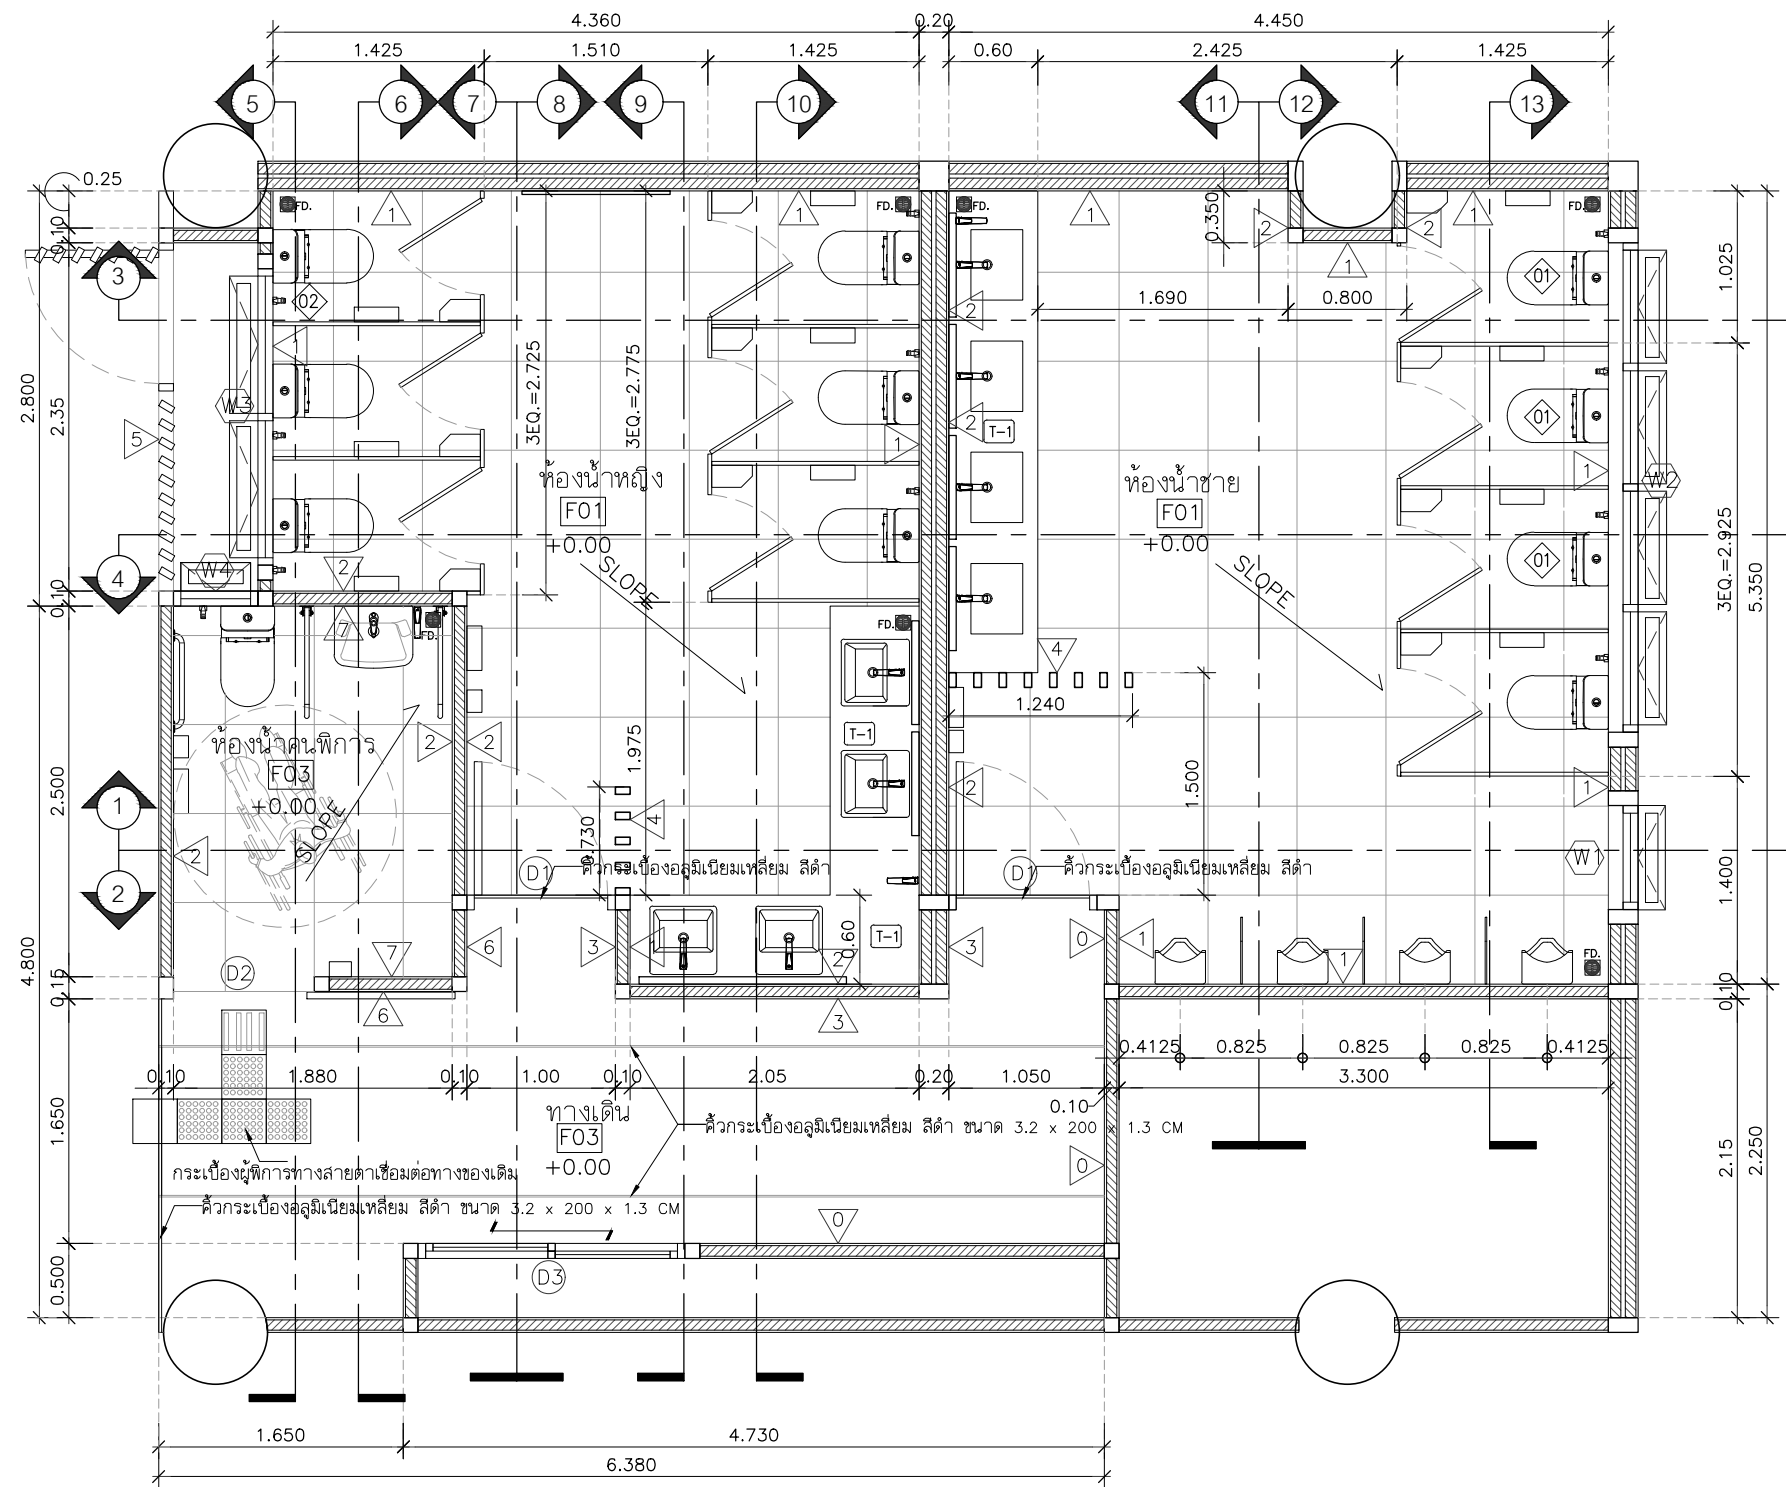 4.360
0.20
4.450
1.425
1.510
1.425
0.60
2.425
1.425
5
6
7
8
9
10
11
12
13
0.25
FD.
1
1
FD.
FD.
1
2
2
1
1
FD.
0.10
3
02
0.350
1.690
0.800
01
1.025
2
1
2.800
2.35
W3
5
3EQ.=2.725
3EQ.=2.775
1
2
T-1
01
1
W2
ห้องน้ำหญิง
F01
+0.00
SLOPE
ห้องน้ำชาย
F01
+0.00
SLOPE
01
3EQ.=2.925
5.350
4
W4
2
7
FD.
FD.
4
0.10
1.240
ห้องน้ำคนพิการ
F03
+0.00
SLOPE
2
2
T-1
1.975
1.500
2
1
2.500
1
2
2
0.730
4
D1
คิ้วกระเบื้องอลูมิเนียมเหลี่ยม สีดำ
D1
คิ้วกระเบื้องอลูมิเนียมเหลี่ยม สีดำ
W1
1.400
4.800
D2
7
6
6
3
1
0.60
T-1
2
3
3
0
1
1
FD.
0.10
0.4125
0.825
0.825
0.825
0.4125
0.10
1.880
0.10
1.00
0.10
2.05
0.20
1.050
3.300
0.10
1.650
ทางเดิน
F03
+0.00
คิ้วกระเบื้องอลูมิเนียมเหลี่ยม สีดำ ขนาด 3.2 x 200 x 1.3 CM
0
2.15
2.250
กระเบื้องผู้พิการทางสายตาเชื่อมต่อทางของเดิม
คิ้วกระเบื้องอลูมิเนียมเหลี่ยม สีดำ ขนาด 3.2 x 200 x 1.3 CM
0
0.500
D3
1.650
4.730
6.380